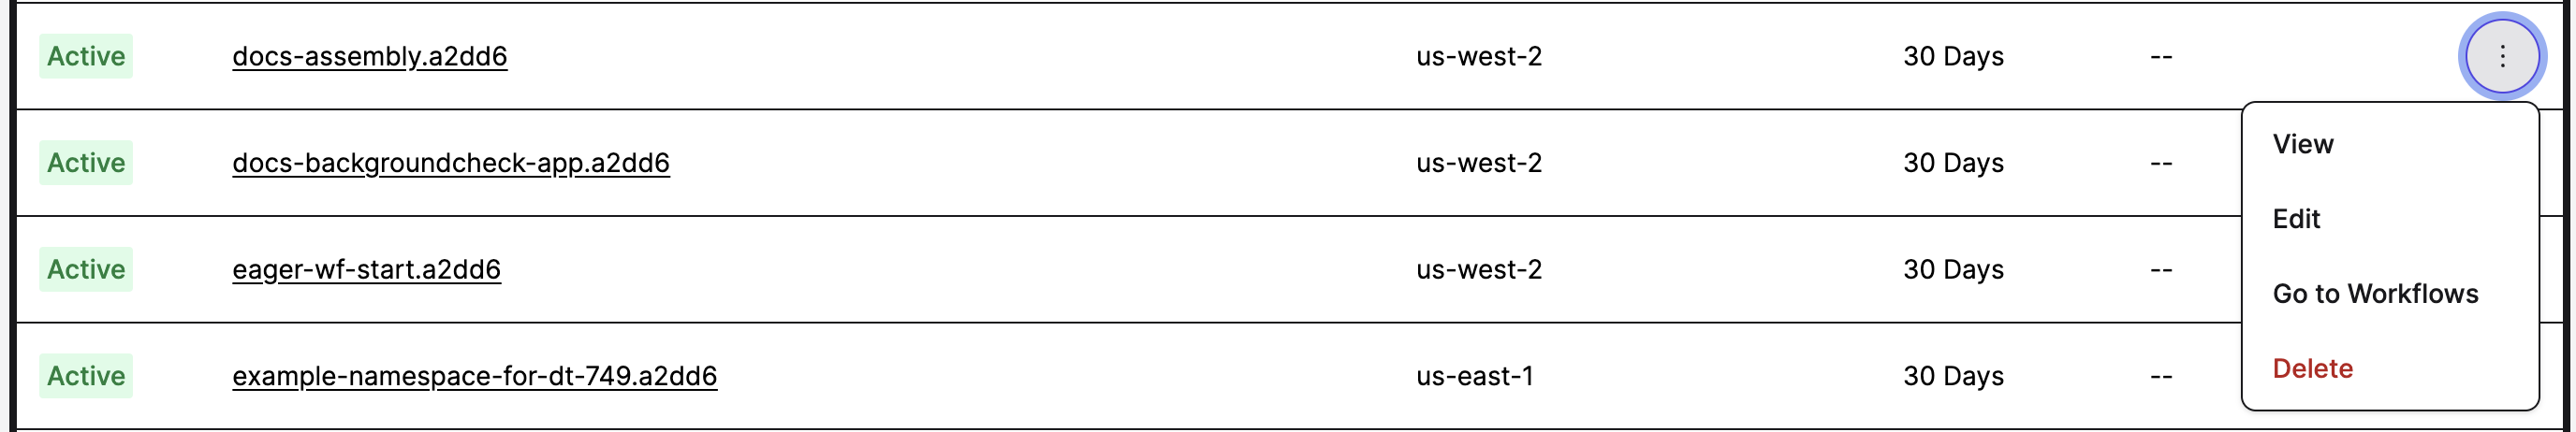 Active docs-assembly.a2dd6 us-west-2 30 Days --
Active docs-backgroundcheck-app.a2dd6 us-west-2 30 Days --
Active eager-wf-start.a2dd6 us-west-2 30 Days --
Active example-namespace-for-dt-749.a2dd6 us-east-1 30 Days --
View
Edit
Go to Workflows
Delete